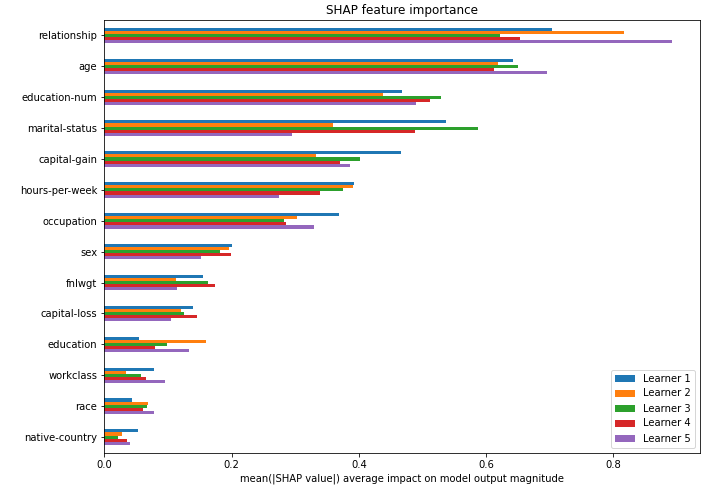 SHAP feature importance
relationship
age
education-num
marital-status
capital-gain
hours-per-week
occupation
sex
fnlwgt
capital-loss
education
workclass
race
native-country
Learner 1
Learner 2
Learner 3
Learner 4
Learner 5
0.0 0.2 0.4 0.6 0.8
mean(|SHAP value|) average impact on model output magnitude